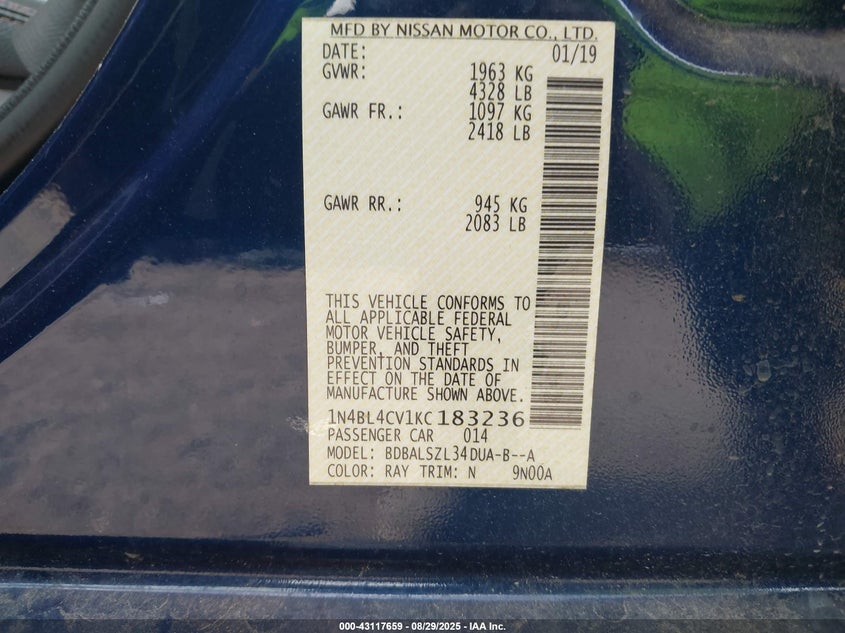 MFD BY NISSAN MOTOR CO., LTD.
DATE: 01/19
GVWR: 1963 KG
4328 LB
GAWR FR.: 1097 KG
2418 LB
GAWR RR.: 945 KG
2083 LB
THIS VEHICLE CONFORMS TO
ALL APPLICABLE FEDERAL
MOTOR VEHICLE SAFETY,
BUMPER, AND THEFT
PREVENTION STANDARDS IN
EFFECT ON THE DATE OF
MANUFACTURE SHOWN ABOVE.
1N4BL4CV1KC183236
PASSENGER CAR 014
MODEL: BDBALSZL34DUA-B--A
COLOR: RAY TRIM: N 9N00A
000-43117659 - 08/29/2025 - IAA Inc.